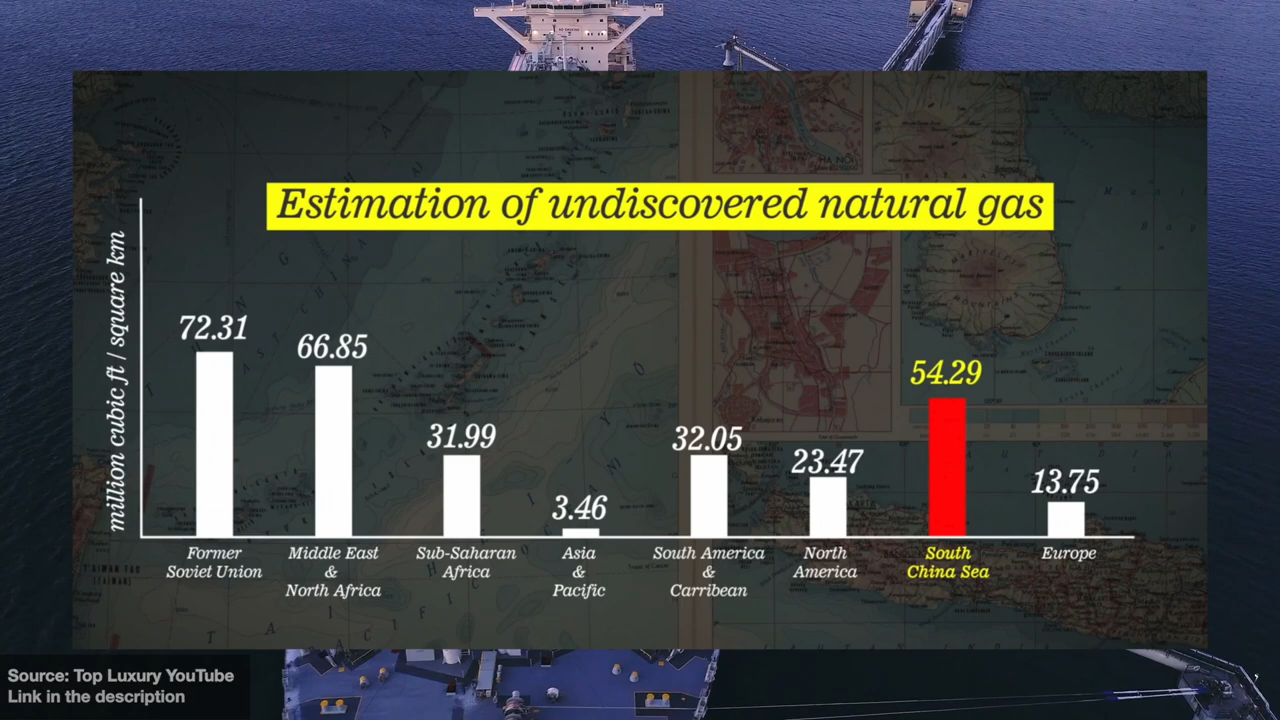 Estimation of undiscovered natural gas
million cubic ft / square km
72.31
66.85
31.99
3.46
32.05
23.47
54.29
13.75
Former
Soviet Union
Middle East
&
North Africa
Sub-Saharan
Africa
Asia
&
Pacific
South America
&
Carribean
North
America
South
China Sea
Europe
HA NOI
Source: Top Luxury YouTube
Link in the description